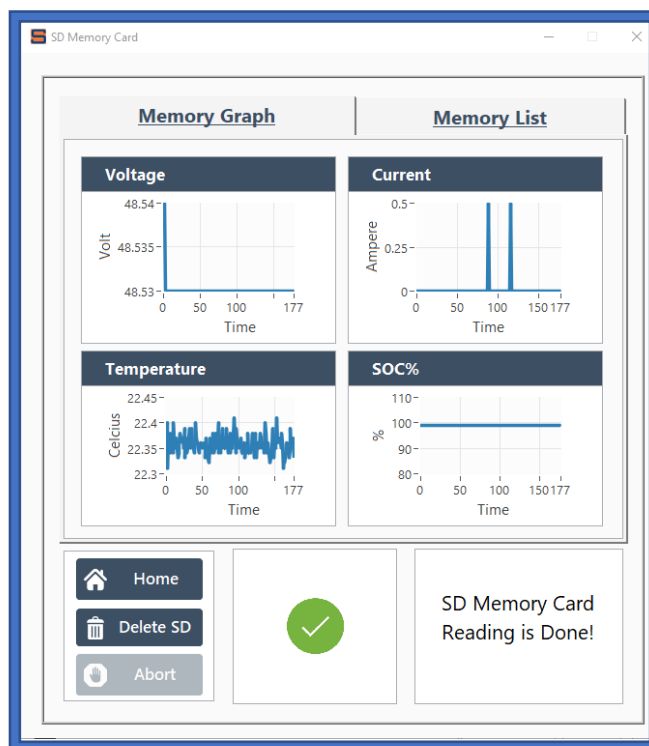 SD Memory Card
Memory Graph
Memory List
Voltage
48.54
48.535
48.53
Volt
0 50 100 177
Time
Current
0.5
0.25
0
Ampere
0 50 100 150 177
Time
Temperature
22.45
22.4
22.35
22.3
Celcius
0 50 100 177
Time
SOC%
110
100
90
80
%
0 50 100 150 177
Time
Home
Delete SD
Abort
SD Memory Card
Reading is Done!